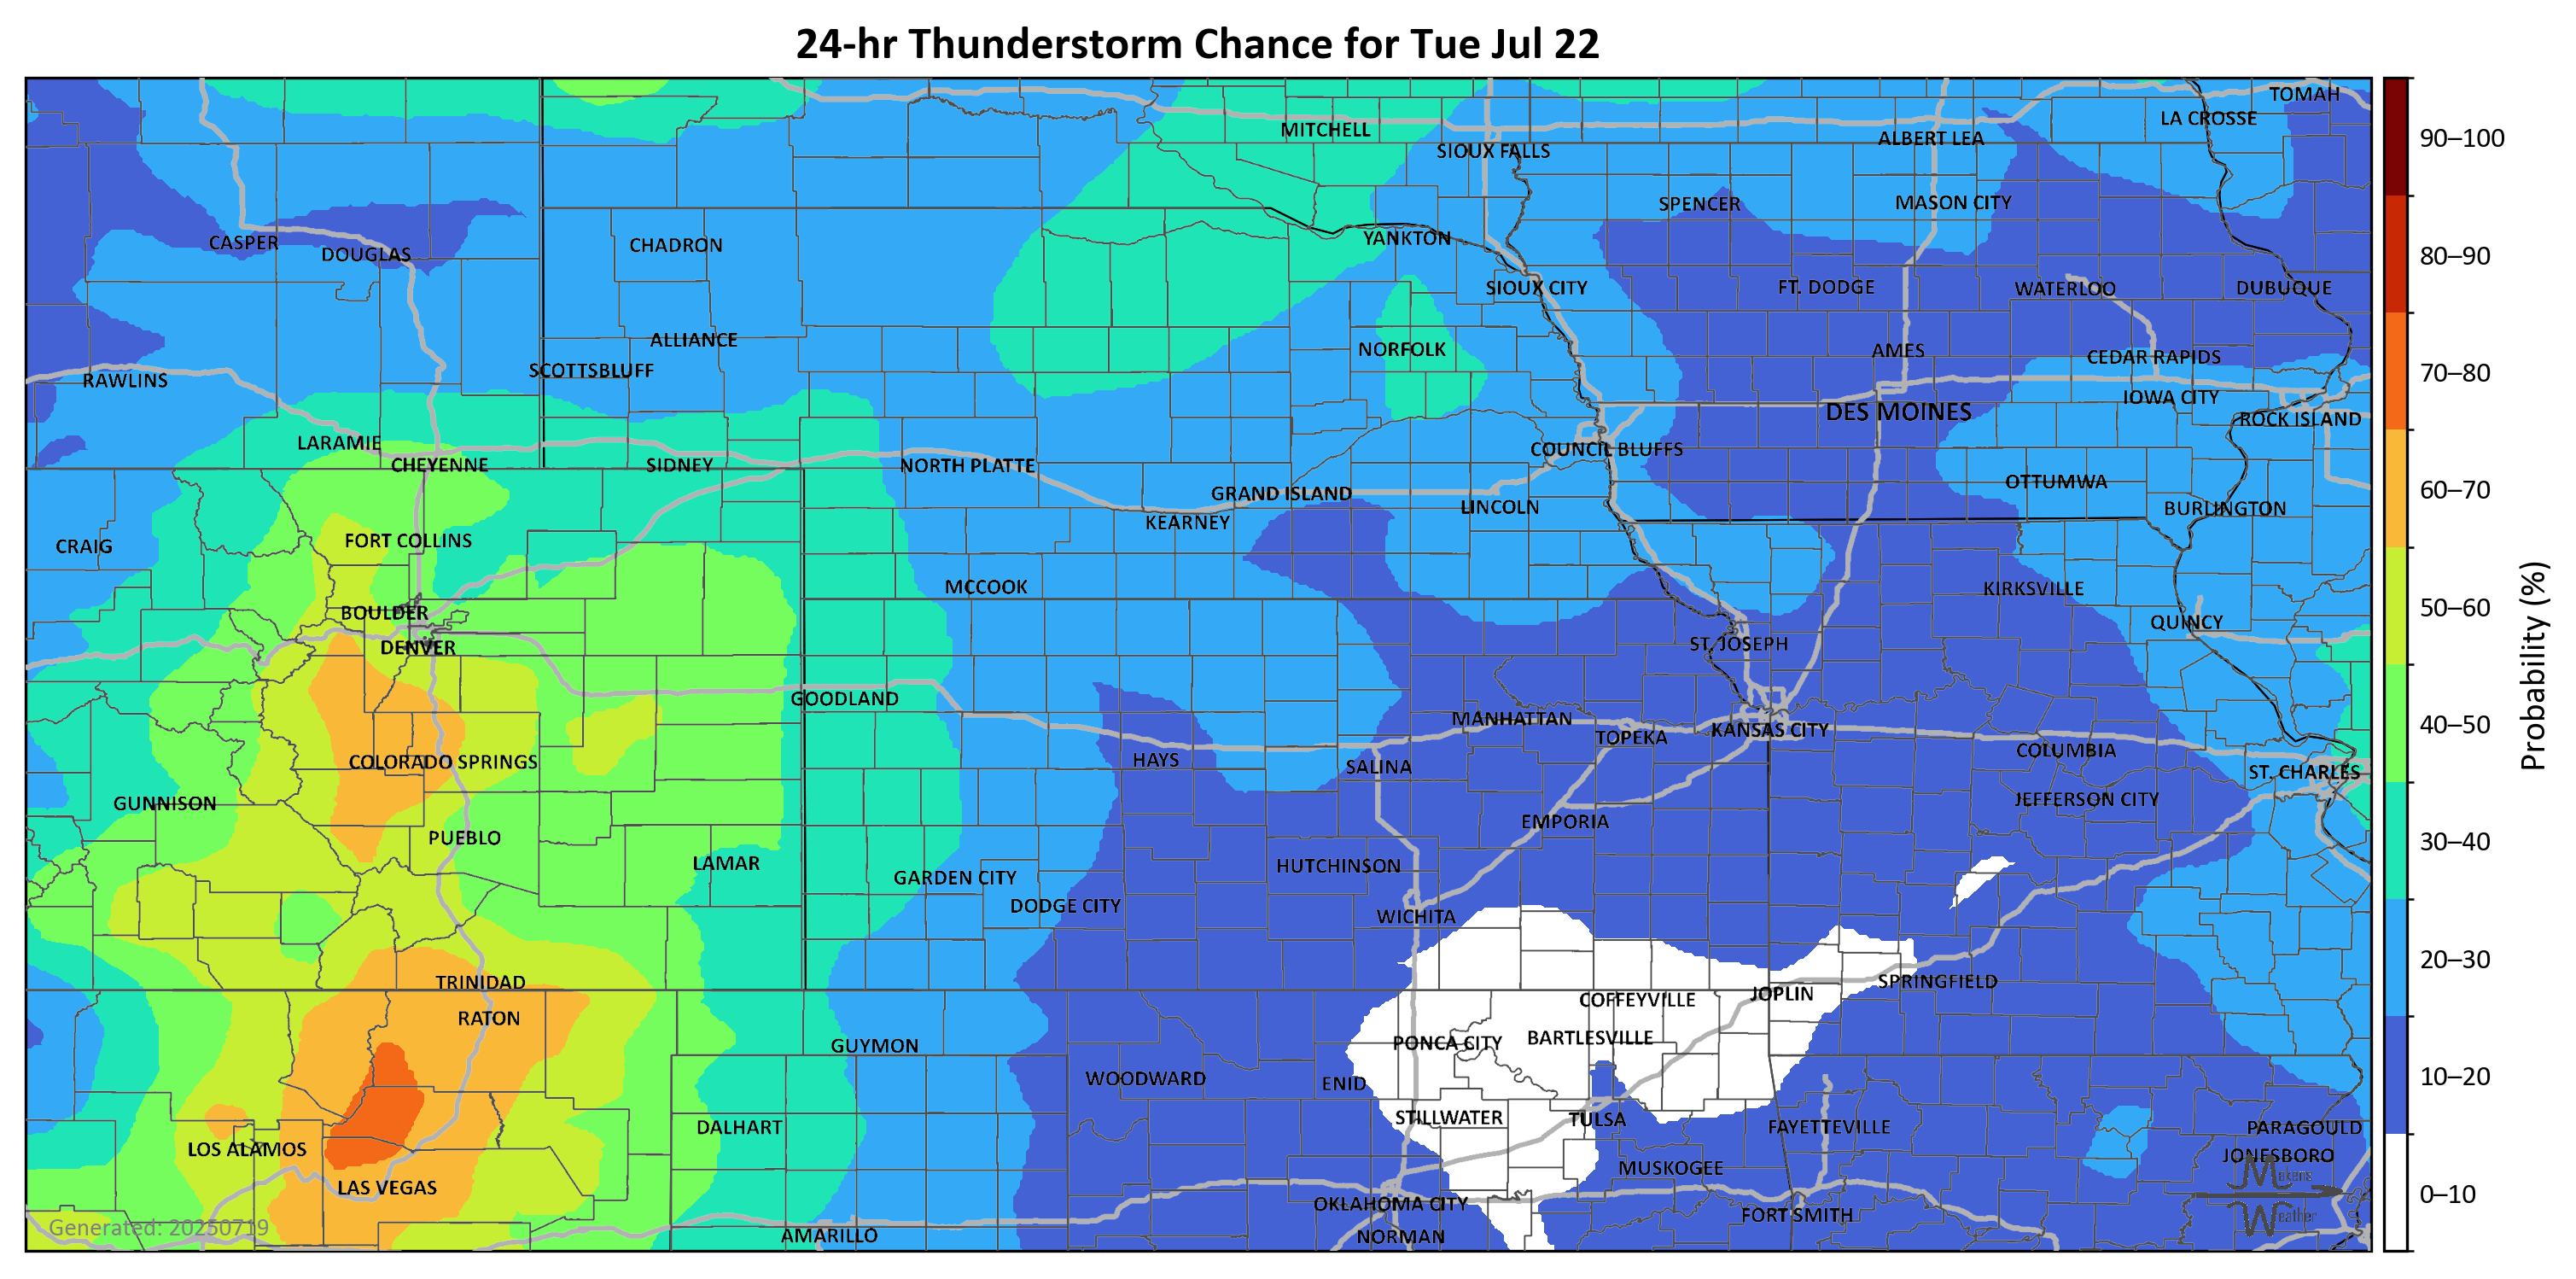 24-hr Thunderstorm Chance for Tue Jul 22
TOMAH
LA CROSSE
MITCHELL
ALBERT LEA
90–100
SIOUX FALLS
SPENCER
MASON CITY
YANKTON
CASPER
CHADRON
DOUGLAS
80–90
SIOUX CITY
FT. DODGE
WATERLOO
DUBUQUE
ALLIANCE
NORFOLK
AMES
CEDAR RAPIDS
SCOTTSBLUFF
70–80
RAWLINS
IOWA CITY
DES MOINES
ROCK ISLAND
LARAMIE
COUNCIL BLUFFS
CHEYENNE
SIDNEY
NORTH PLATTE
OTTUMWA
60–70
GRAND ISLAND
LINCOLN
BURLINGTON
KEARNEY
FORT COLLINS
CRAIG
MCCOOK
KIRKSVILLE
50–60
BOULDER
QUINCY
DENVER
ST. JOSEPH
Probability (%)
GOODLAND
MANHATTAN
40–50
KANSAS CITY
TOPEKA
COLUMBIA
COLORADO SPRINGS
HAYS
SALINA
ST. CHARLES
GUNNISON
JEFFERSON CITY
EMPORIA
PUEBLO
30–40
LAMAR
HUTCHINSON
GARDEN CITY
DODGE CITY
WICHITA
20–30
TRINIDAD
SPRINGFIELD
JOPLIN
COFFEYVILLE
RATON
BARTLESVILLE
PONCA CITY
GUYMON
10–20
WOODWARD
ENID
STILLWATER
TULSA
DALHART
FAYETTEVILLE
PARAGOULD
LOS ALAMOS
JONESBORO
MUSKOGEE
Makens
LAS VEGAS
0–10
OKLAHOMA CITY
FORT SMITH
Weather
Generated: 20250719
AMARILLO
NORMAN